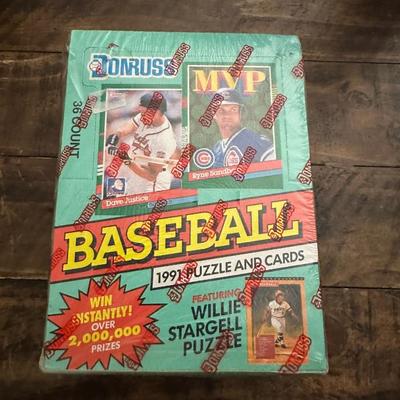 DONRUSS
36 COUNT
MVP
Dave Justice
Ryne Sandb
BASEBALL
1991 PUZZLE AND CARDS
WIN
INSTANTLY!
OVER
2,000,000
PRIZES
FEATURING
WILLIE
STARGELL
PUZZLE